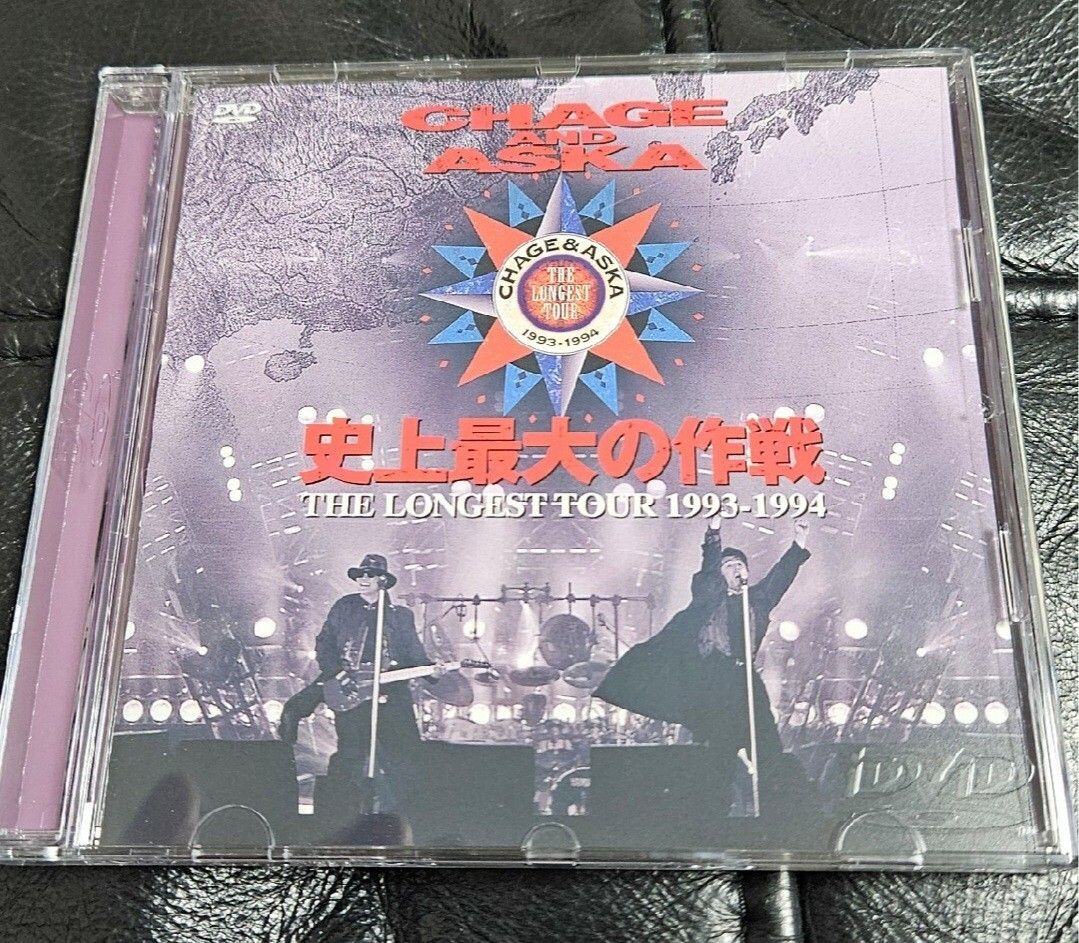 DVD
VIDEO
CHAGE
AND
ASKA
CHAGE&ASKA
THE
LONGEST
TOUR
1993-1994
史上最大の作戦
THE LONGEST TOUR 1993-1994
DVD